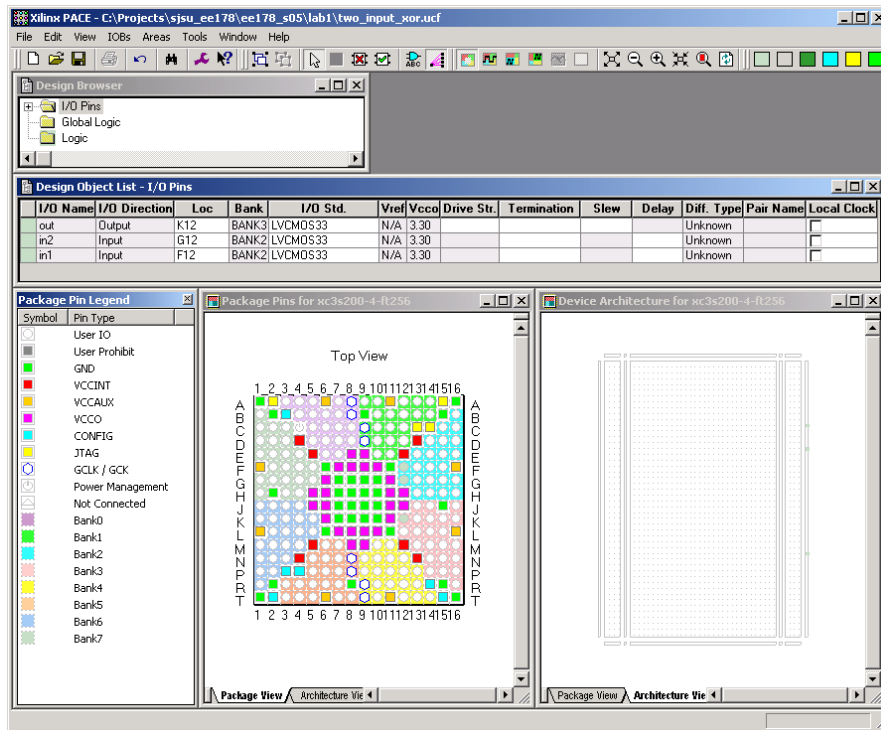 Xilinx PACE - C:\Projects\sjsu_ee178\ee178_s05\lab1\two_input_xor.ucf
File Edit View IOBs Areas Tools Window Help
ABC
Design Browser
I/O Pins
Global Logic
Logic
Design Object List - I/O Pins
I/O Name I/O Direction Loc Bank I/O Std. Vref Vcco Drive Str. Termination Slew Delay Diff. Type Pair Name Local Clock
out Output K12 BANK3 LVCMOS33 N/A 3.30 Unknown
in2 Input G12 BANK2 LVCMOS33 N/A 3.30 Unknown
in1 Input F12 BANK2 LVCMOS33 N/A 3.30 Unknown
Package Pin Legend
Symbol Pin Type
User IO
User Prohibit
GND
VCCINT
VCCAUX
VCCO
CONFIG
JTAG
GCLK / GCK
Power Management
Not Connected
Bank0
Bank1
Bank2
Bank3
Bank4
Bank5
Bank6
Bank7
Package Pins for xc3s200-4-ft256
Top View
1 2 3 4 5 6 7 8 9 10 11 12 13 14 15 16
A A
B B
C C
D D
E E
F F
G G
H H
J J
K K
L L
M M
N N
P P
R R
T T
1 2 3 4 5 6 7 8 9 10 11 12 13 14 15 16
Package View Architecture Vie
Device Architecture for xc3s200-4-ft256
Package View Architecture Vie